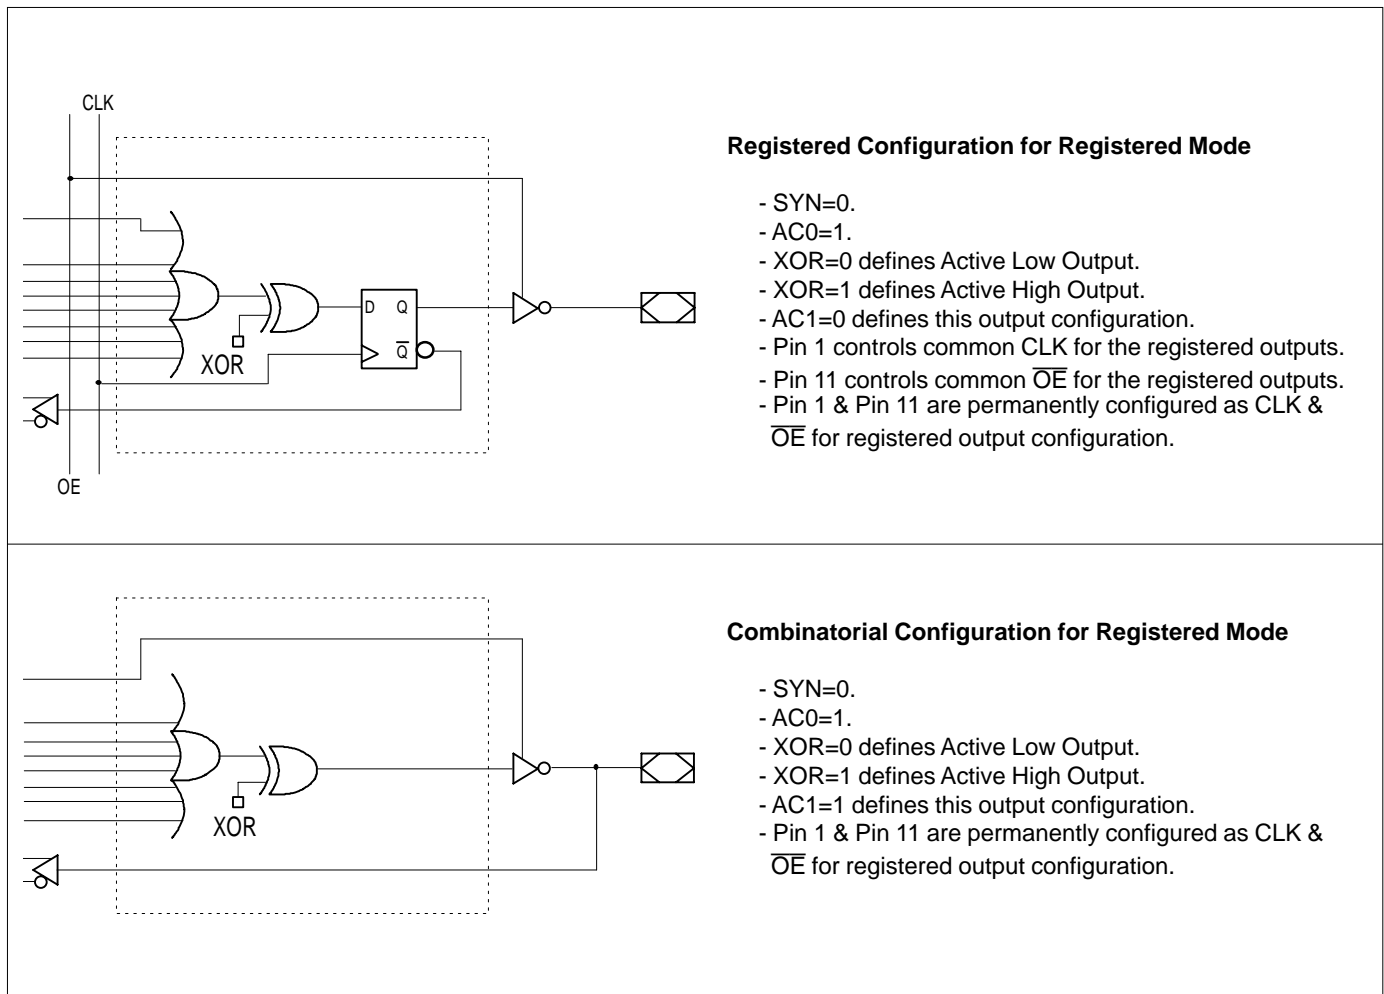 CLK
D Q
Q̅
XOR
OE
Registered Configuration for Registered Mode
- SYN=0.
- AC0=1.
- XOR=0 defines Active Low Output.
- XOR=1 defines Active High Output.
- AC1=0 defines this output configuration.
- Pin 1 controls common CLK for the registered outputs.
- Pin 11 controls common O̅E̅ for the registered outputs.
- Pin 1 & Pin 11 are permanently configured as CLK &
O̅E̅ for registered output configuration.
XOR
Combinatorial Configuration for Registered Mode
- SYN=0.
- AC0=1.
- XOR=0 defines Active Low Output.
- XOR=1 defines Active High Output.
- AC1=1 defines this output configuration.
- Pin 1 & Pin 11 are permanently configured as CLK &
O̅E̅ for registered output configuration.